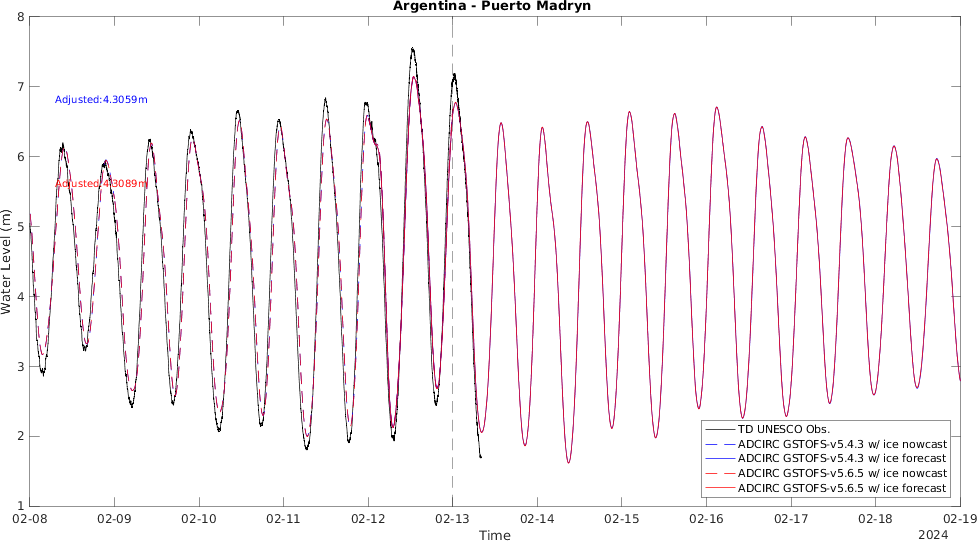 Argentina - Puerto Madryn
8
7
6
5
4
3
2
1
Water Level (m)
Adjusted:4.3059m
Adjusted:4.3089m
TD UNESCO Obs.
ADCIRC GSTOFS-v5.4.3 w/ ice nowcast
ADCIRC GSTOFS-v5.4.3 w/ ice forecast
ADCIRC GSTOFS-v5.6.5 w/ ice nowcast
ADCIRC GSTOFS-v5.6.5 w/ ice forecast
02-08 02-09 02-10 02-11 02-12 02-13 02-14 02-15 02-16 02-17 02-18 02-19
Time
2024